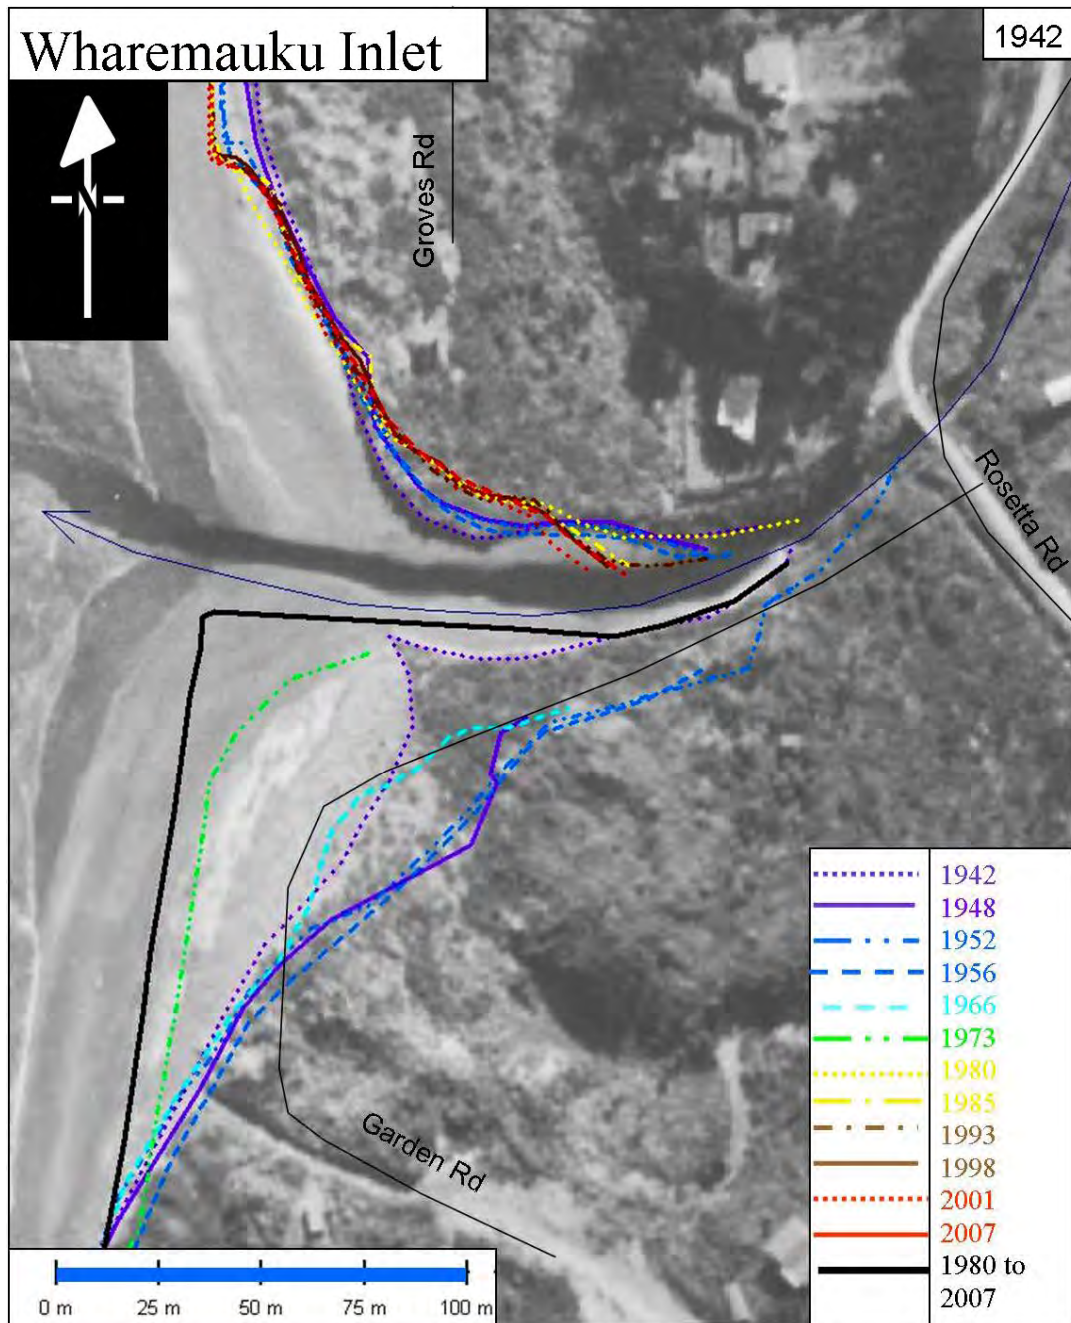 Wharemauku Inlet
1942
N
Groves Rd
Rosetta Rd
Garden Rd
1942
1948
1952
1956
1966
1973
1980
1985
1993
1998
2001
2007
1980 to
2007
0 m 25 m 50 m 75 m 100 m